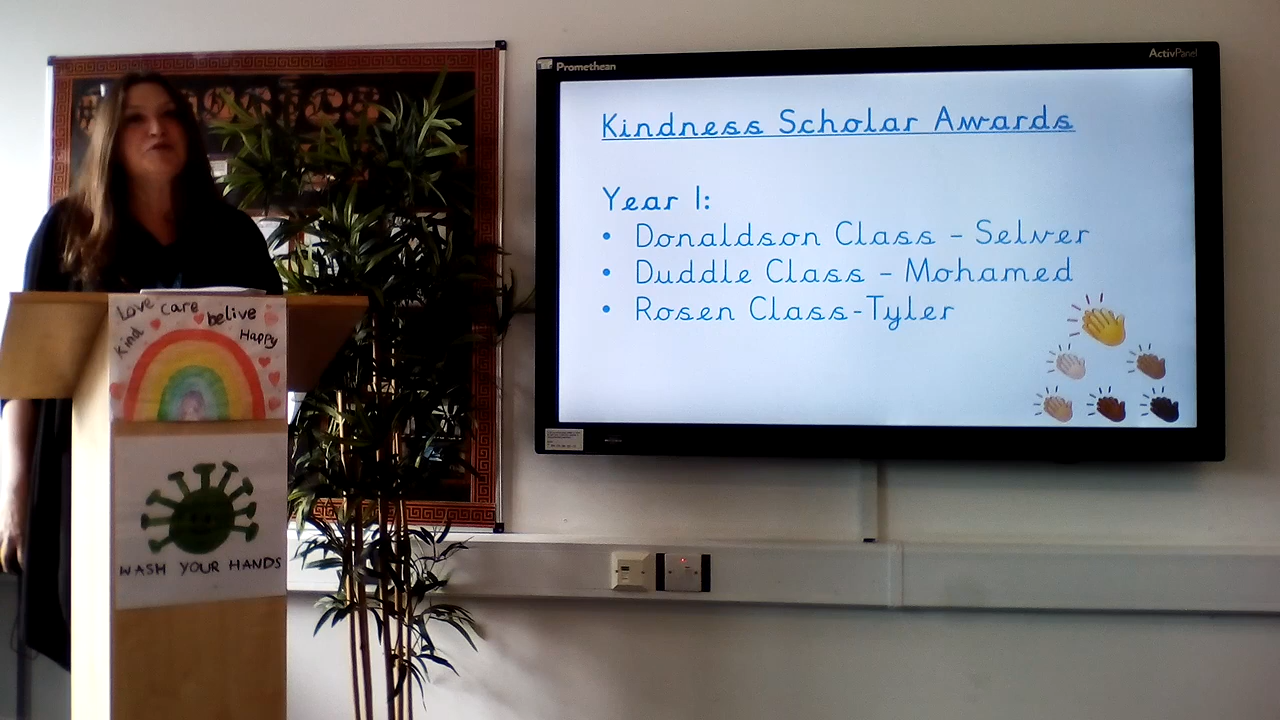 Promethean
ActivPanel
Kindness Scholar Awards
Year 1:
• Donaldson Class - Selver
• Duddle Class - Mohamed
• Rosen Class-Tyler
Kind Love care belive Happy
WASH YOUR HANDS